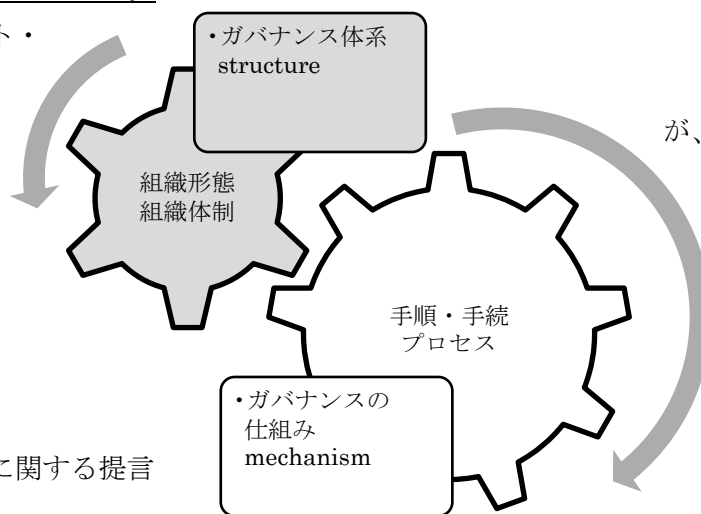 ト・
・ガバナンス体系
structure
が、
組織形態
組織体制
手順・手続
プロセス
・ガバナンスの
仕組み
mechanism
に関する提言